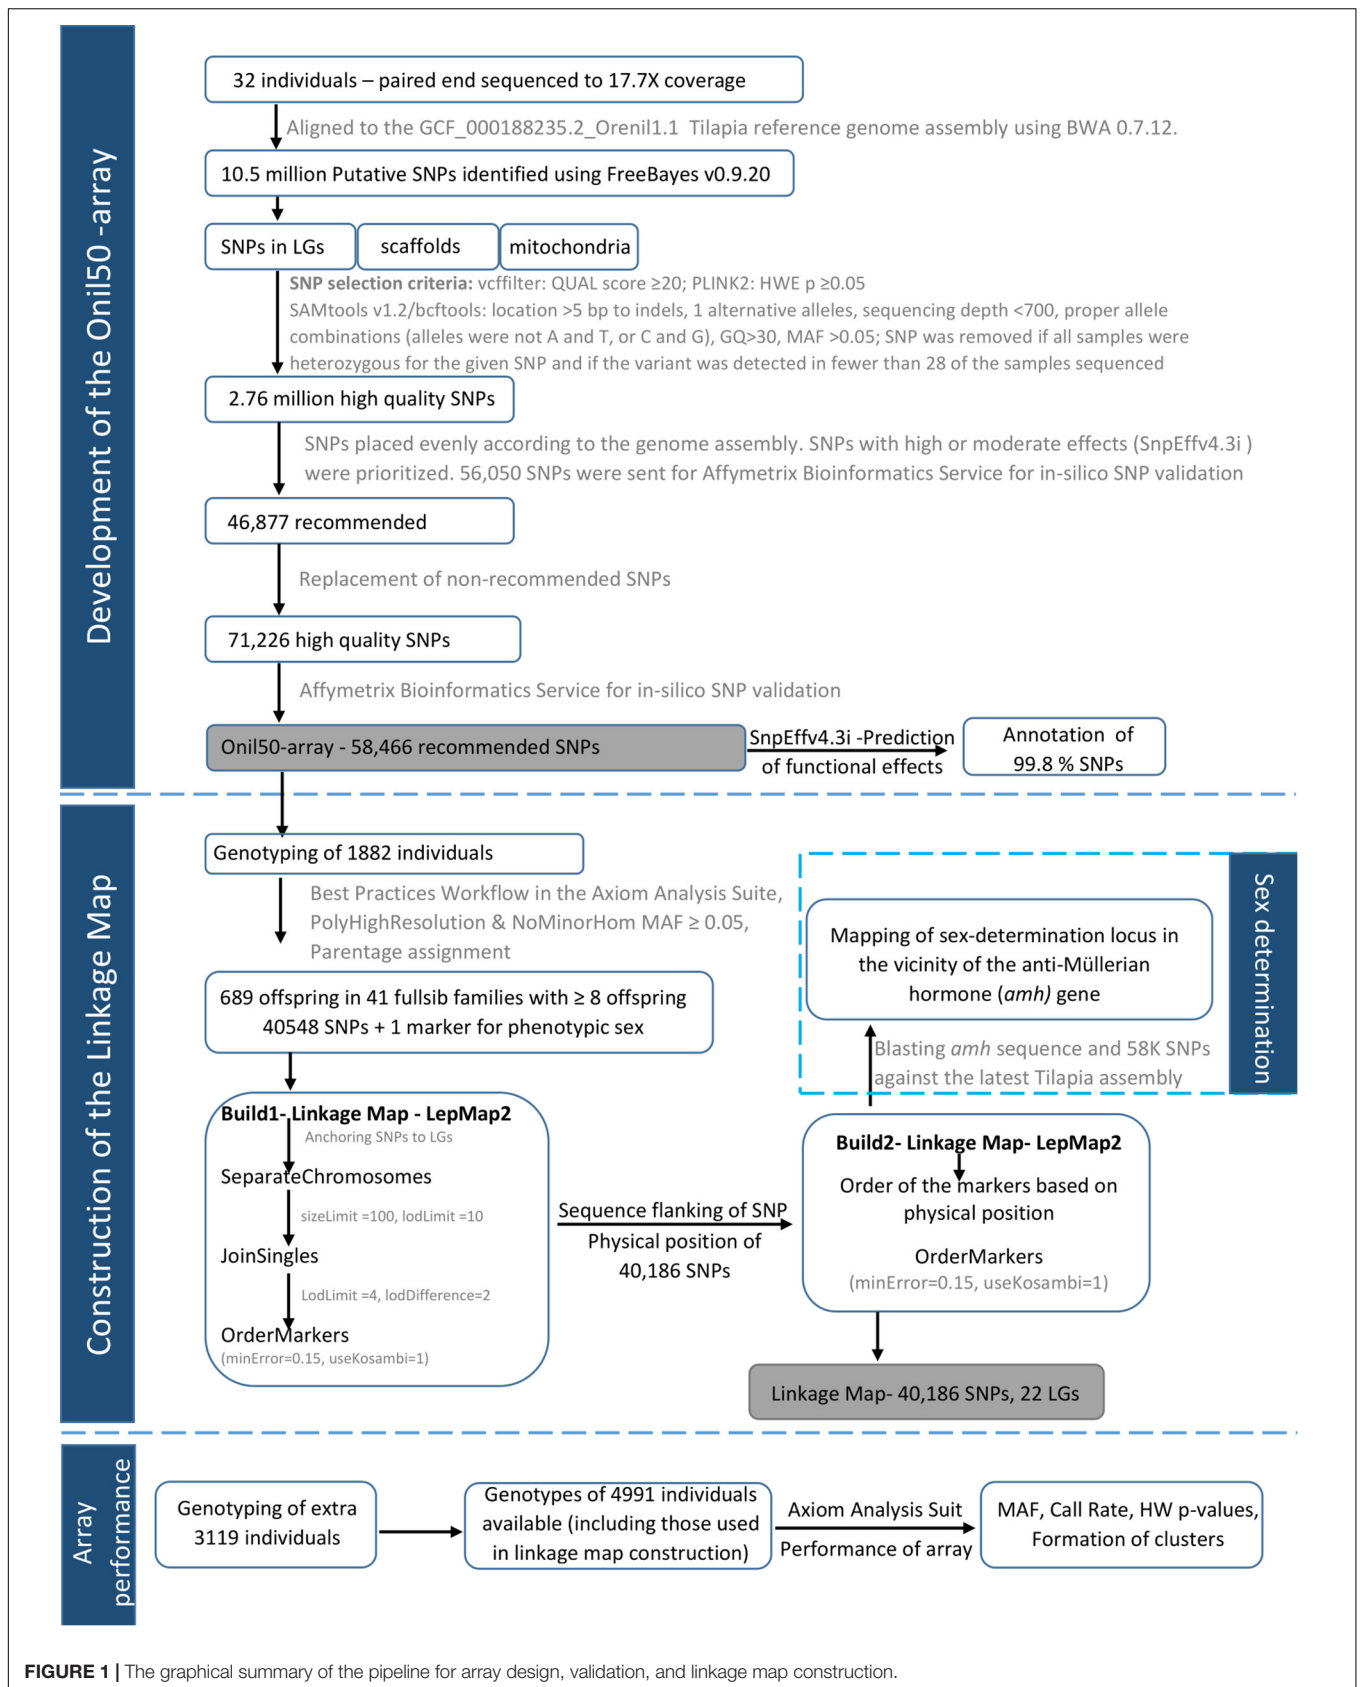 Development of the Onil50 -array
32 individuals – paired end sequenced to 17.7X coverage
Aligned to the GCF_000188235.2_Orenil1.1 Tilapia reference genome assembly using BWA 0.7.12.
10.5 million Putative SNPs identified using FreeBayes v0.9.20
SNPs in LGs
scaffolds
mitochondria
SNP selection criteria: vcffilter: QUAL score ≥20; PLINK2: HWE p ≥0.05
SAMtools v1.2/bcftools: location >5 bp to indels, 1 alternative alleles, sequencing depth <700, proper allele
combinations (alleles were not A and T, or C and G), GQ>30, MAF >0.05; SNP was removed if all samples were
heterozygous for the given SNP and if the variant was detected in fewer than 28 of the samples sequenced
2.76 million high quality SNPs
SNPs placed evenly according to the genome assembly. SNPs with high or moderate effects (SnpEffv4.3i )
were prioritized. 56,050 SNPs were sent for Affymetrix Bioinformatics Service for in-silico SNP validation
46,877 recommended
Replacement of non-recommended SNPs
71,226 high quality SNPs
Affymetrix Bioinformatics Service for in-silico SNP validation
Onil50-array - 58,466 recommended SNPs
SnpEffv4.3i -Prediction
of functional effects
Annotation of
99.8 % SNPs
Construction of the Linkage Map
Genotyping of 1882 individuals
Best Practices Workflow in the Axiom Analysis Suite,
PolyHighResolution & NoMinorHom MAF ≥ 0.05,
Parentage assignment
689 offspring in 41 fullsib families with ≥ 8 offspring
40548 SNPs + 1 marker for phenotypic sex
Build1- Linkage Map - LepMap2
Anchoring SNPs to LGs
SeparateChromosomes
sizeLimit =100, lodLimit =10
JoinSingles
LodLimit =4, lodDifference=2
OrderMarkers
(minError=0.15, useKosambi=1)
Sequence flanking of SNP
Physical position of
40,186 SNPs
Sex determination
Mapping of sex-determination locus in
the vicinity of the anti-Müllerian
hormone (amh) gene
Blasting amh sequence and 58K SNPs
against the latest Tilapia assembly
Build2- Linkage Map- LepMap2
Order of the markers based on
physical position
OrderMarkers
(minError=0.15, useKosambi=1)
Linkage Map- 40,186 SNPs, 22 LGs
Array
performance
Genotyping of extra
3119 individuals
Genotypes of 4991 individuals
available (including those used
in linkage map construction)
Axiom Analysis Suit
Performance of array
MAF, Call Rate, HW p-values,
Formation of clusters
FIGURE 1 | The graphical summary of the pipeline for array design, validation, and linkage map construction.